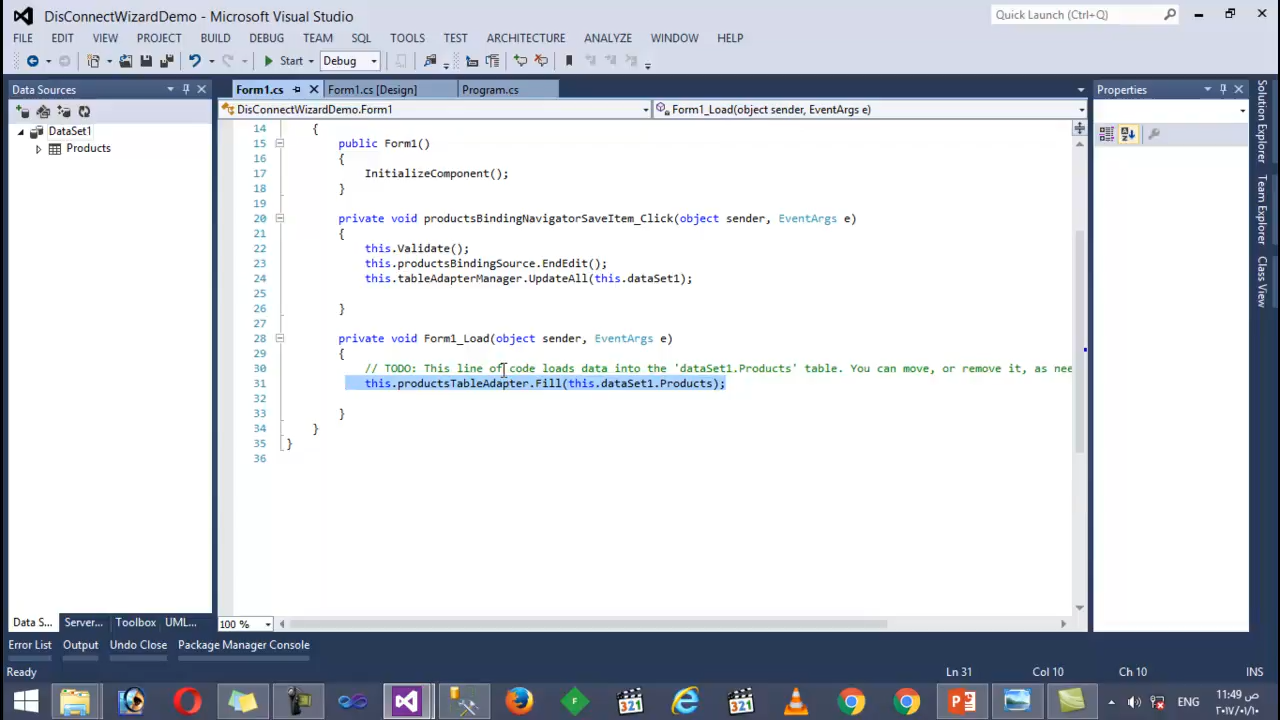 DisConnectWizardDemo - Microsoft Visual Studio
Quick Launch (Ctrl+Q)
FILE EDIT VIEW PROJECT BUILD DEBUG TEAM SQL TOOLS TEST ARCHITECTURE ANALYZE WINDOW HELP
Start Debug
Data Sources
DataSet1
Products
Form1.cs Form1.cs [Design] Program.cs
DisConnectWizardDemo.Form1 Form1_Load(object sender, EventArgs e)
14 {
15 public Form1()
16 {
17 InitializeComponent();
18 }
19
20 private void productsBindingNavigatorSaveItem_Click(object sender, EventArgs e)
21 {
22 this.Validate();
23 this.productsBindingSource.EndEdit();
24 this.tableAdapterManager.UpdateAll(this.dataSet1);
25
26 }
27
28 private void Form1_Load(object sender, EventArgs e)
29 {
30 // TODO: This line of code loads data into the 'dataSet1.Products' table. You can move, or remove it, as nee
31 this.productsTableAdapter.Fill(this.dataSet1.Products);
32
33 }
34 }
35 }
36
100 %
Properties
Solution Explorer
Team Explorer
Class View
Data S... Server... Toolbox UML...
Error List Output Undo Close Package Manager Console
Ready Ln 31 Col 10 Ch 10 INS
321
321
ENG
11:49 ص
٢٠١٧/٠١/١٠